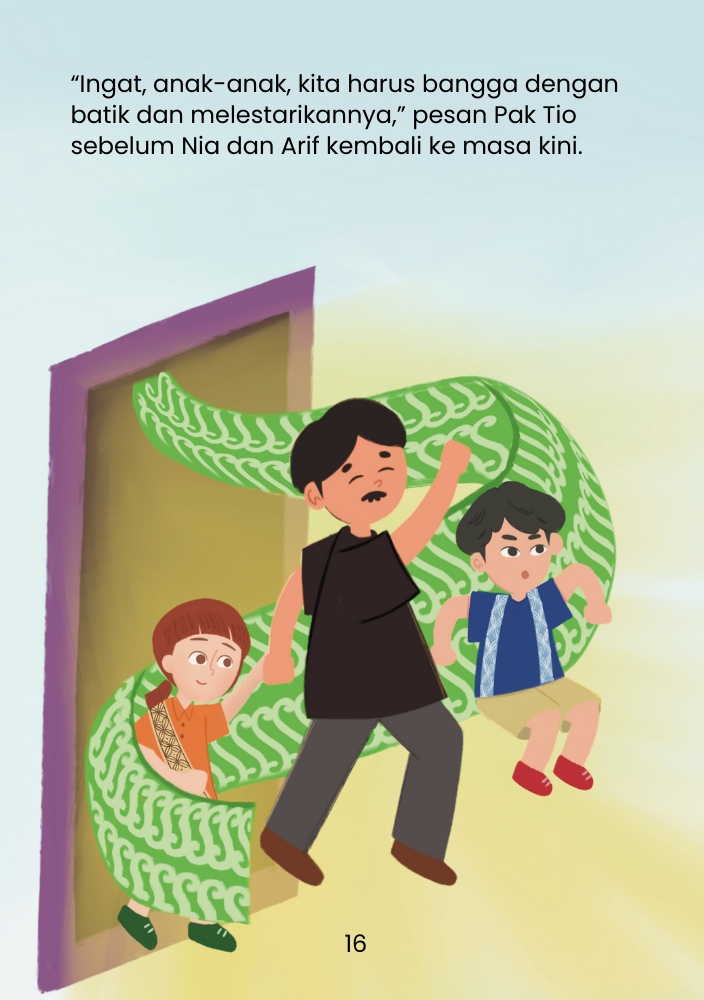 “Ingat, anak-anak, kita harus bangga dengan
batik dan melestarikannya,” pesan Pak Tio
sebelum Nia dan Arif kembali ke masa kini.
16